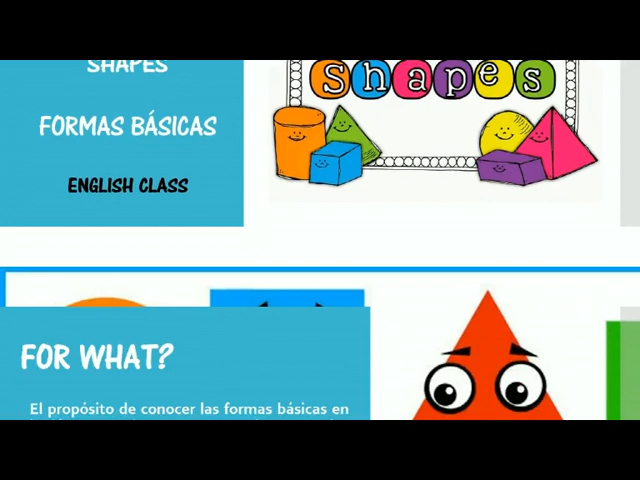 SHAPES
Shapes
FORMAS BÁSICAS
ENGLISH CLASS
FOR WHAT?
El propósito de conocer las formas básicas en